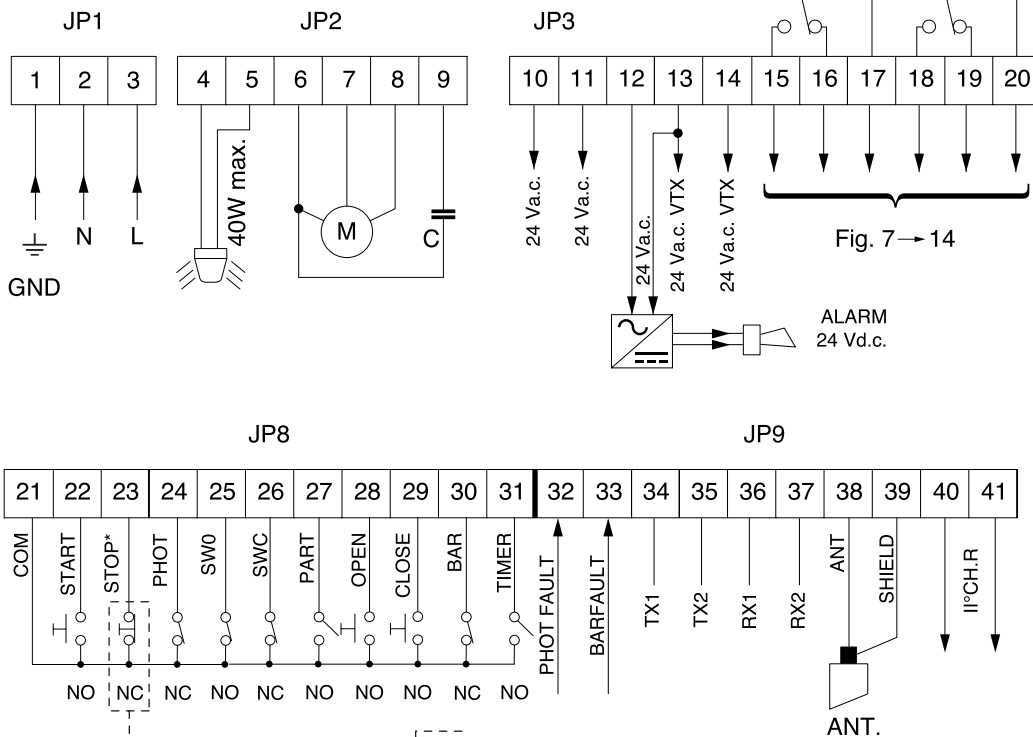 JP1 JP2 JP3
1 2 3 4 5 6 7 8 9 10 11 12 13 14 15 16 17 18 19 20
40W max.
24 Va.c. 24 Va.c. 24 Va.c. 24 Va.c. VTX 24 Va.c. VTX
N L M C
Fig. 7→14
GND
ALARM
24 Vd.c.
JP8 JP9
21 22 23 24 25 26 27 28 29 30 31 32 33 34 35 36 37 38 39 40 41
COM START STOP* PHOT SW0 SWC PART OPEN CLOSE BAR TIMER PHOT FAULT BARFAULT TX1 TX2 RX1 RX2 ANT SHIELD II°CH.R
NO NC NC NO NC NO NO NO NC NO
ANT.